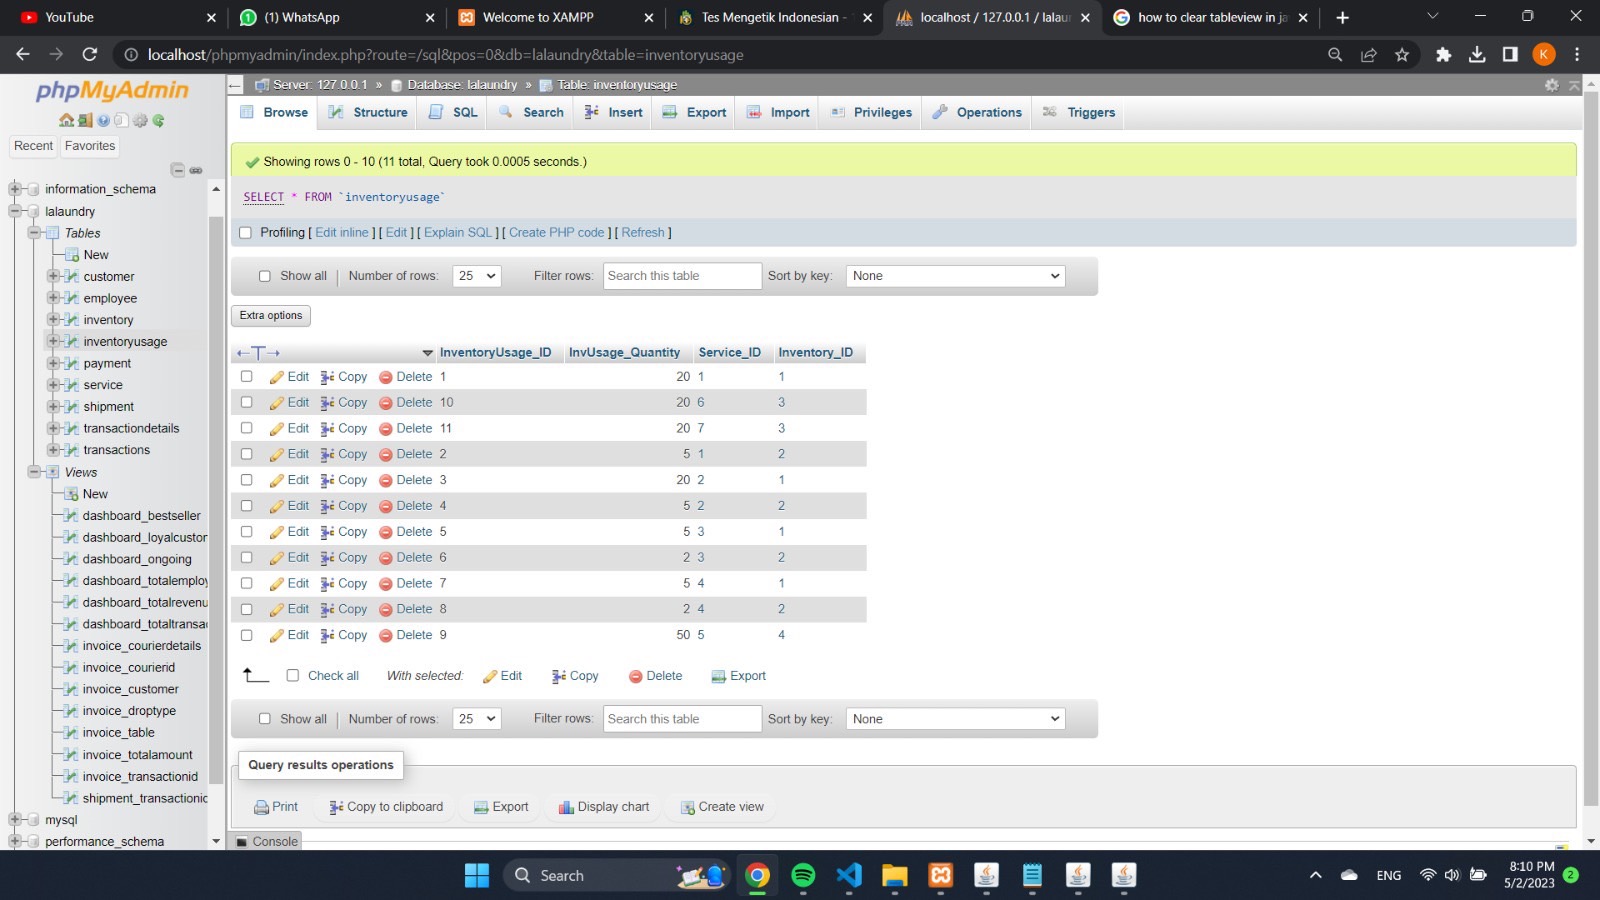 YouTube
(1) WhatsApp
Welcome to XAMPP
Tes Mengetik Indonesian -
localhost / 127.0.0.1 / lalau
how to clear tableview in ja
localhost/phpmyadmin/index.php?route=/sql&pos=0&db=lalaundry&table=inventoryusage
K
phpMyAdmin
Recent Favorites
information_schema
lalaundry
Tables
New
customer
employee
inventory
inventoryusage
payment
service
shipment
transactiondetails
transactions
Views
New
dashboard_bestseller
dashboard_loyalcustor
dashboard_ongoing
dashboard_totalemploy
dashboard_totalrevenu
dashboard_totaltransac
invoice_courierdetails
invoice_courierid
invoice_customer
invoice_droptype
invoice_table
invoice_totalamount
invoice_transactionid
shipment_transactionic
mysql
performance_schema
Server: 127.0.0.1 » Database: lalaundry » Table: inventoryusage
Browse Structure SQL Search Insert Export Import Privileges Operations Triggers
Showing rows 0 - 10 (11 total, Query took 0.0005 seconds.)
SELECT * FROM `inventoryusage`
Profiling [ Edit inline ] [ Edit ] [ Explain SQL ] [ Create PHP code ] [ Refresh ]
Show all | Number of rows: 25 Filter rows: Search this table Sort by key: None
Extra options
←T→ InventoryUsage_ID InvUsage_Quantity Service_ID Inventory_ID
Edit Copy Delete 1 20 1 1
Edit Copy Delete 10 20 6 3
Edit Copy Delete 11 20 7 3
Edit Copy Delete 2 5 1 2
Edit Copy Delete 3 20 2 1
Edit Copy Delete 4 5 2 2
Edit Copy Delete 5 5 3 1
Edit Copy Delete 6 2 3 2
Edit Copy Delete 7 5 4 1
Edit Copy Delete 8 2 4 2
Edit Copy Delete 9 50 5 4
Check all With selected: Edit Copy Delete Export
Show all | Number of rows: 25 Filter rows: Search this table Sort by key: None
Query results operations
Print Copy to clipboard Export Display chart Create view
Console
Search
ENG
8:10 PM
5/2/2023
2